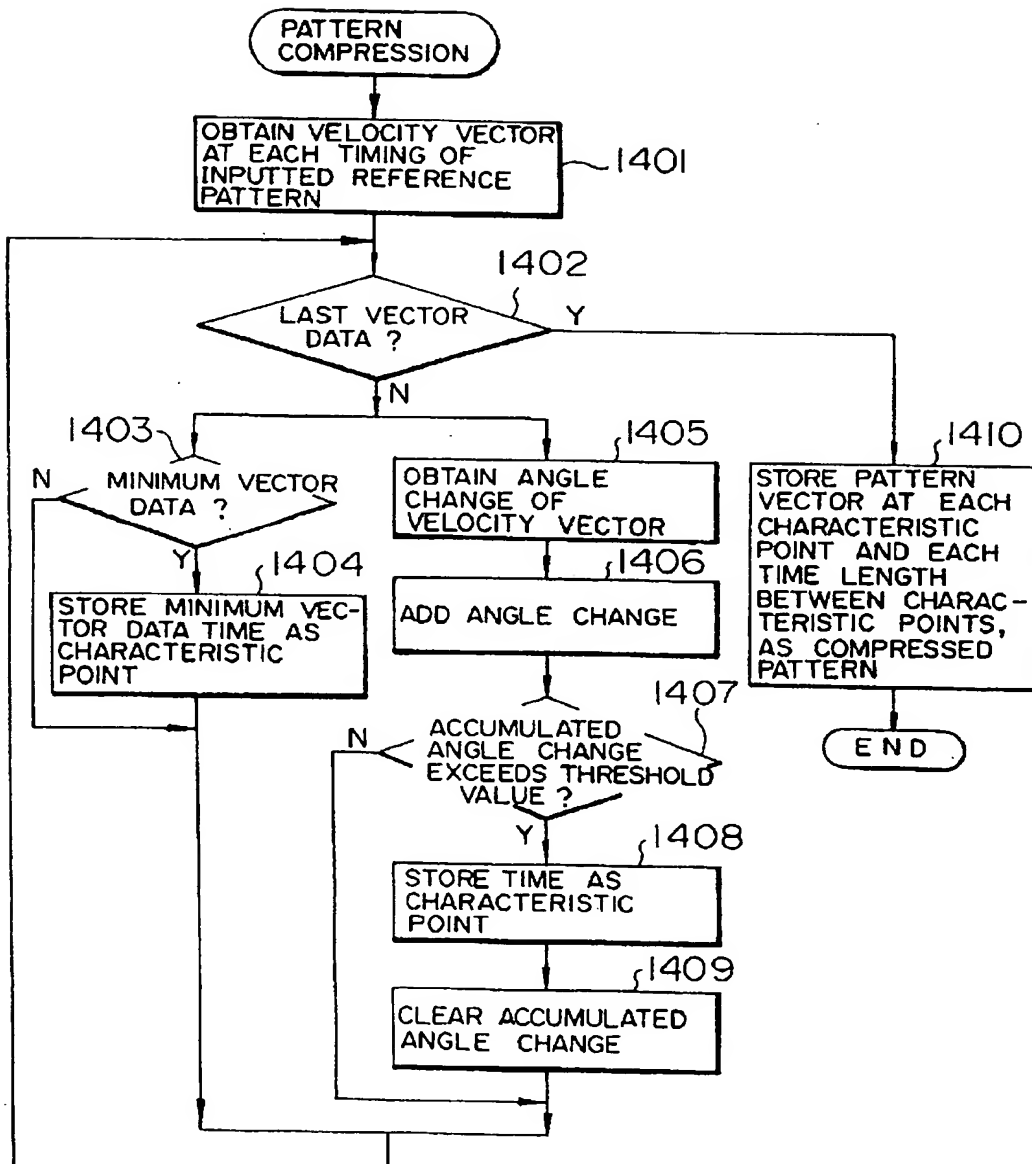 PATTERN
COMPRESSION
OBTAIN VELOCITY VECTOR
AT EACH TIMING OF
INPUTTED REFERENCE
PATTERN
1401
1402
LAST VECTOR
DATA ?
Y
N
1403
N
MINIMUM VECTOR
DATA ?
Y
1404
STORE MINIMUM VEC-
TOR DATA TIME AS
CHARACTERISTIC
POINT
1405
OBTAIN ANGLE
CHANGE OF
VELOCITY VECTOR
1406
ADD ANGLE CHANGE
1407
N
ACCUMULATED
ANGLE CHANGE
EXCEEDS THRESHOLD
VALUE ?
Y
1408
STORE TIME AS
CHARACTERISTIC
POINT
1409
CLEAR ACCUMULATED
ANGLE CHANGE
1410
STORE PATTERN
VECTOR AT EACH
CHARACTERISTIC
POINT AND EACH
TIME LENGTH
BETWEEN CHARAC-
TERISTIC POINTS,
AS COMPRESSED
PATTERN
END